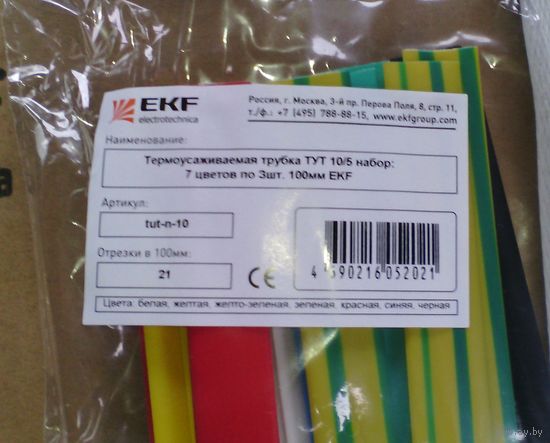 EKF
electrotechnica
Россия, г. Москва, 3-й пр. Перова Поля, 8, стр. 11,
т./ф.: +7 (495) 788-88-15, www.ekfgroup.com
Наименование:
Термоусаживаемая трубка ТУТ 10/5 набор:
7 цветов по 3шт. 100мм EKF
Артикул:
tut-n-10
Отрезки в 100мм:
21
CE
4 690216 052021
Цвета: белая, желтая, желто-зеленая, зеленая, красная, синяя, черная